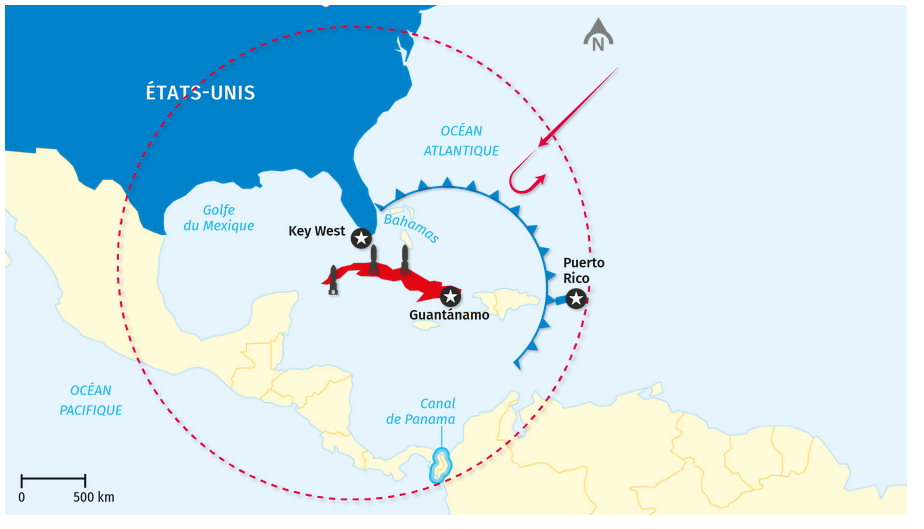 N
ÉTATS-UNIS
OCÉAN
ATLANTIQUE
Golfe
du Mexique
Bahamas
Key West
Puerto
Rico
Guantánamo
OCÉAN
PACIFIQUE
Canal
de Panama
0 500 km